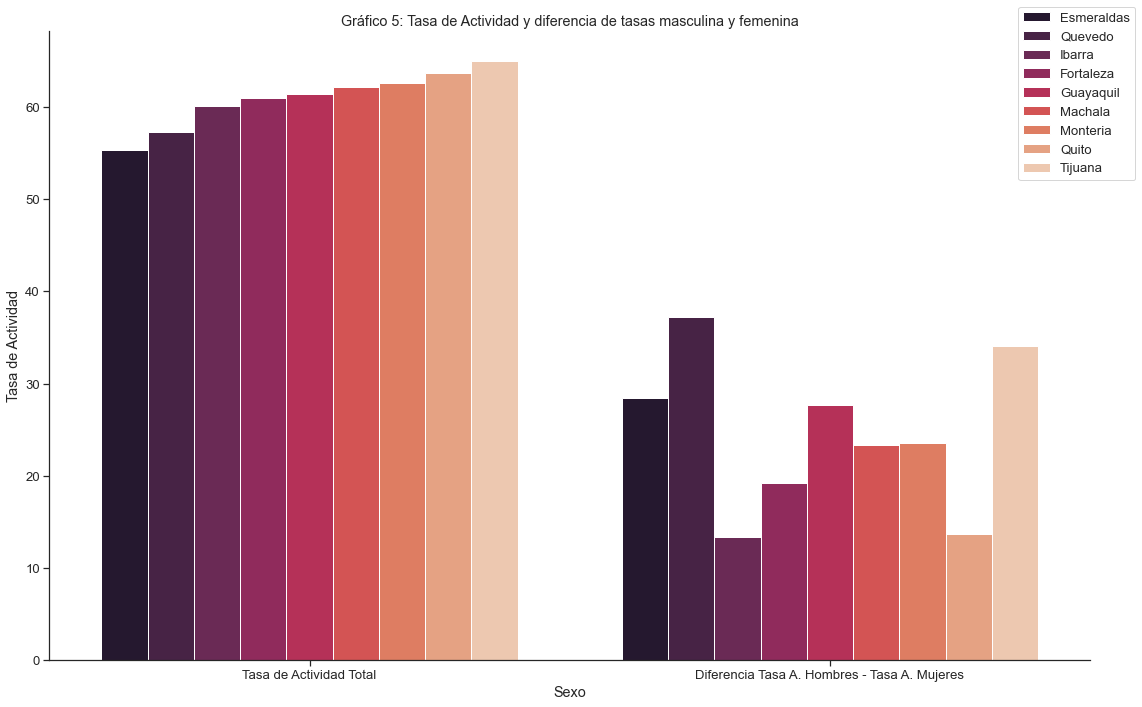 Gráfico 5: Tasa de Actividad y diferencia de tasas masculina y femenina
Esmeraldas
Quevedo
Ibarra
Fortaleza
Guayaquil
Machala
Monteria
Quito
Tijuana
Tasa de Actividad
60
50
40
30
20
10
0
Tasa de Actividad Total
Diferencia Tasa A. Hombres - Tasa A. Mujeres
Sexo